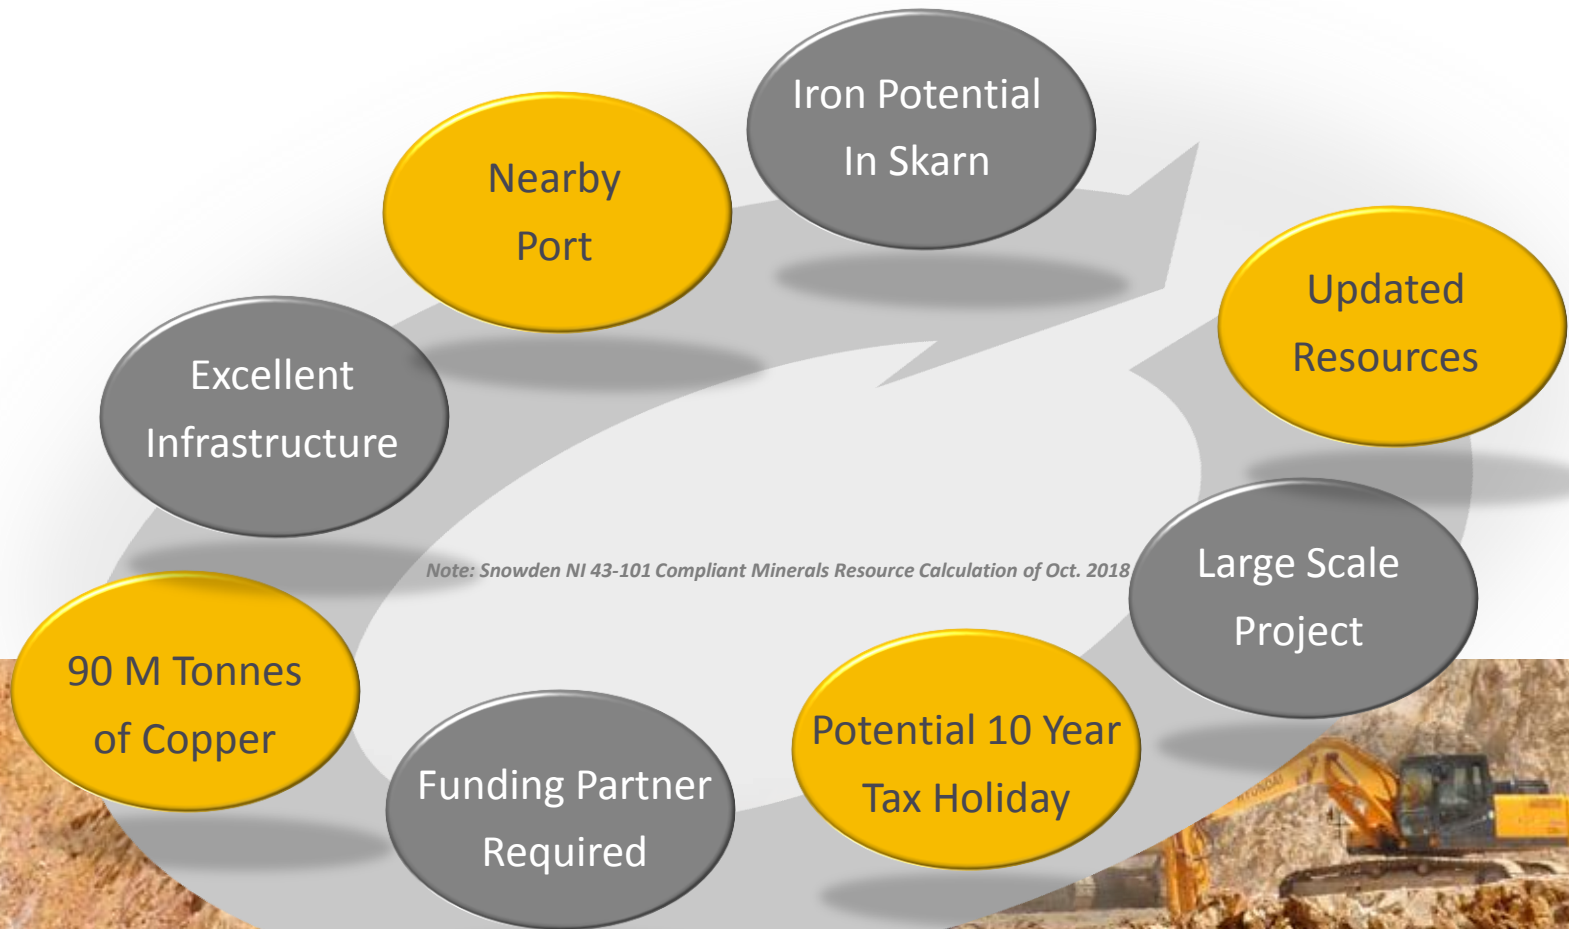 Iron Potential
In Skarn
Nearby
Port
Updated
Resources
Excellent
Infrastructure
Note: Snowden NI 43-101 Compliant Minerals Resource Calculation of Oct. 2018
Large Scale
Project
90 M Tonnes
of Copper
Potential 10 Year
Tax Holiday
Funding Partner
Required
HYUNDAI